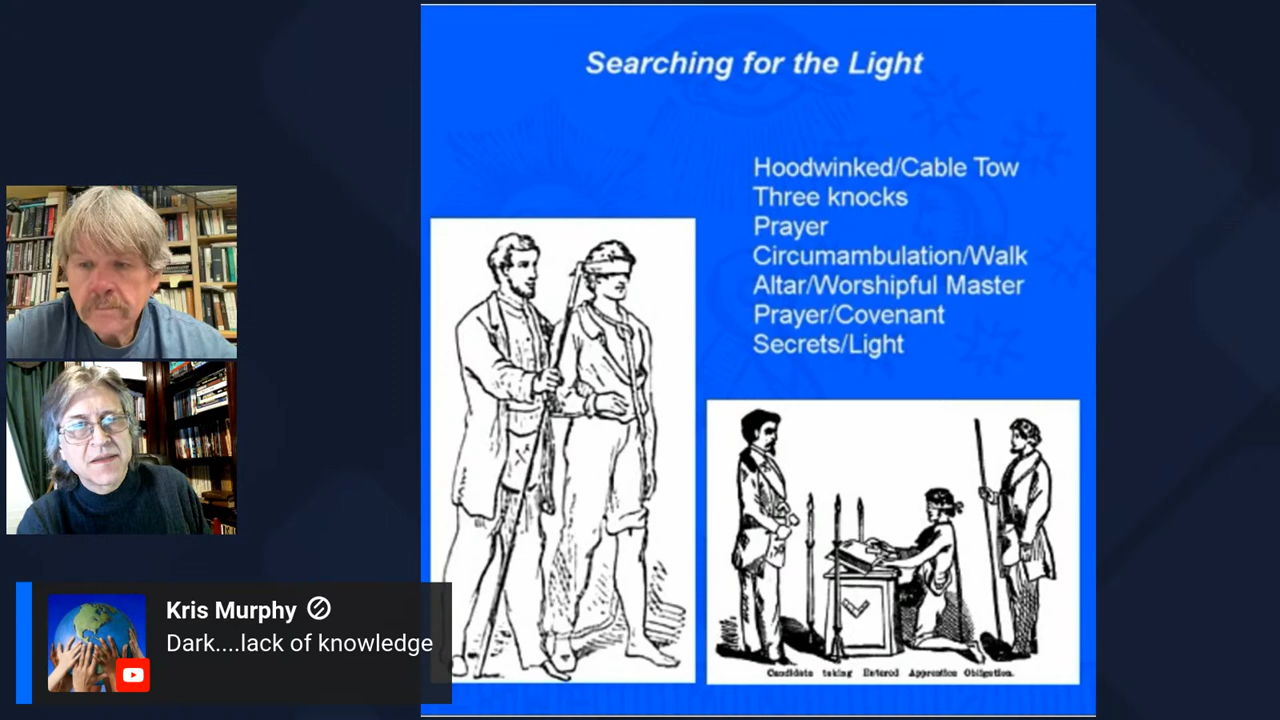 Searching for the Light
Hoodwinked/Cable Tow
Three knocks
Prayer
Circumambulation/Walk
Altar/Worshipful Master
Prayer/Covenant
Secrets/Light
Candidate taking Entered Apprentice Obligation.
Kris Murphy
Dark....lack of knowledge